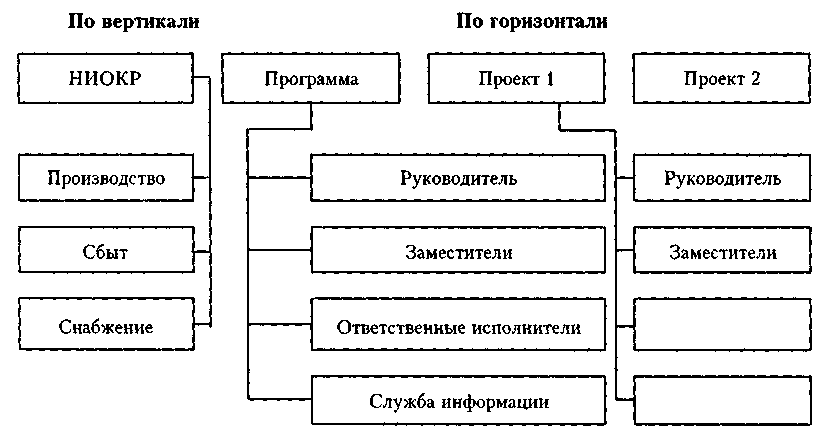 По вертикали
По горизонтали
НИОКР
Программа
Проект 1
Проект 2
Производство
Руководитель
Руководитель
Сбыт
Заместители
Заместители
Снабжение
Ответственные исполнители
Служба информации